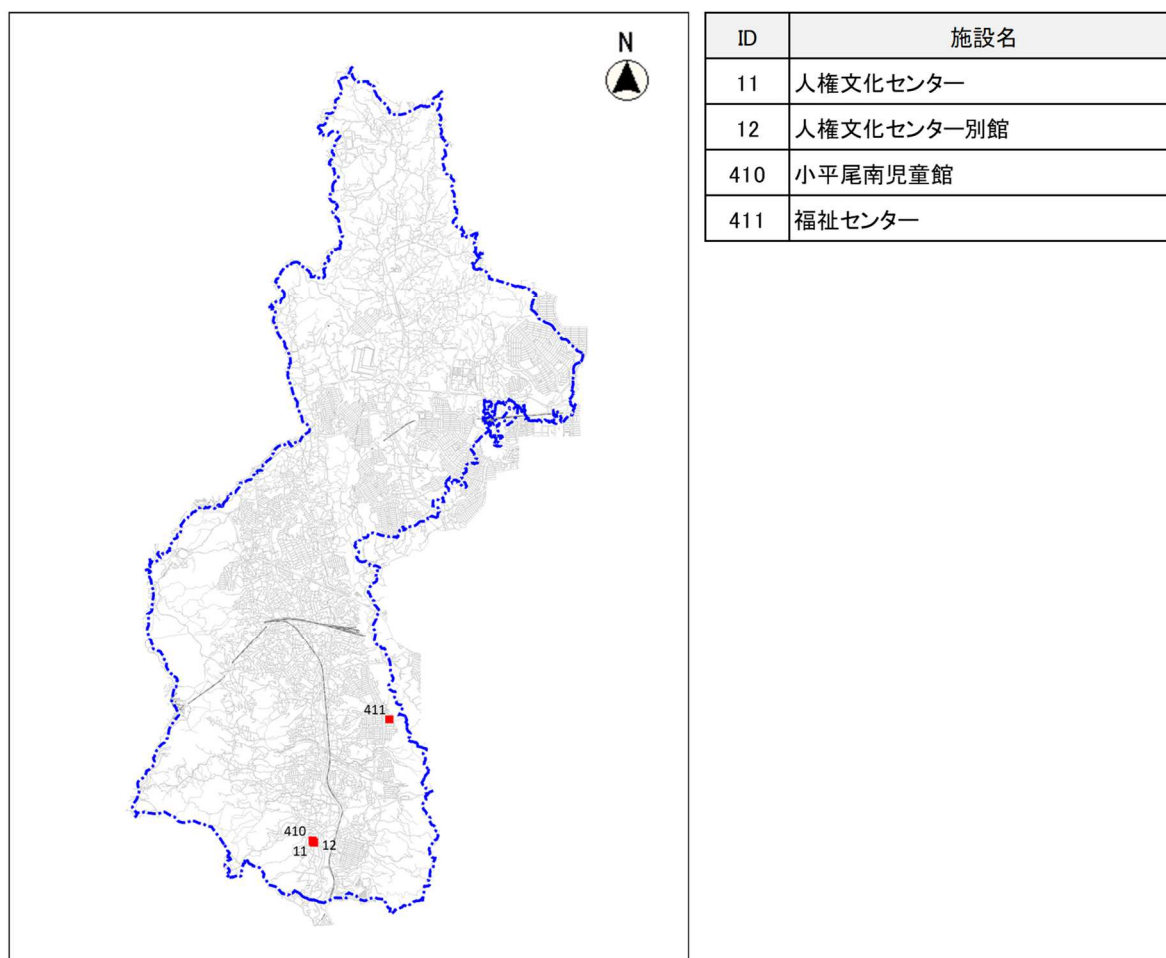 N
411
410
11
12
ID 施設名
11 人権文化センター
12 人権文化センター別館
410 小平尾南児童館
411 福祉センター